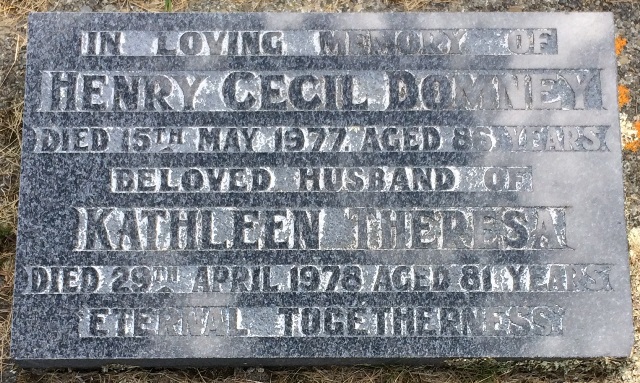 IN LOVING MEMORY OF
HENRY CECIL DOMNEY
DIED 15TH MAY 1977 AGED 86 YEARS
BELOVED HUSBAND OF
KATHLEEN THERESA
DIED 29TH APRIL 1978 AGED 81 YEARS
ETERNAL TOGETHERNESS